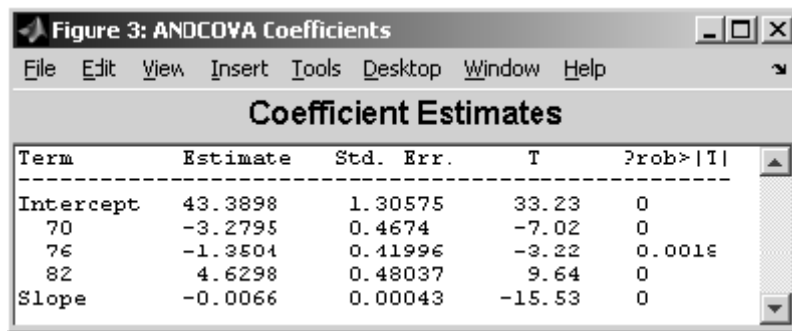 Figure 3: ANDCOVA Coefficients
File Edit View Insert Tools Desktop Window Help
Coefficient Estimates
Term Estimate Std. Err. T Prob>|T|
Intercept 43.3898 1.30575 33.23 0
70 -3.2795 0.4674 -7.02 0
76 -1.3504 0.41996 -3.22 0.0018
82 4.6298 0.48037 9.64 0
Slope -0.0066 0.00043 -15.53 0